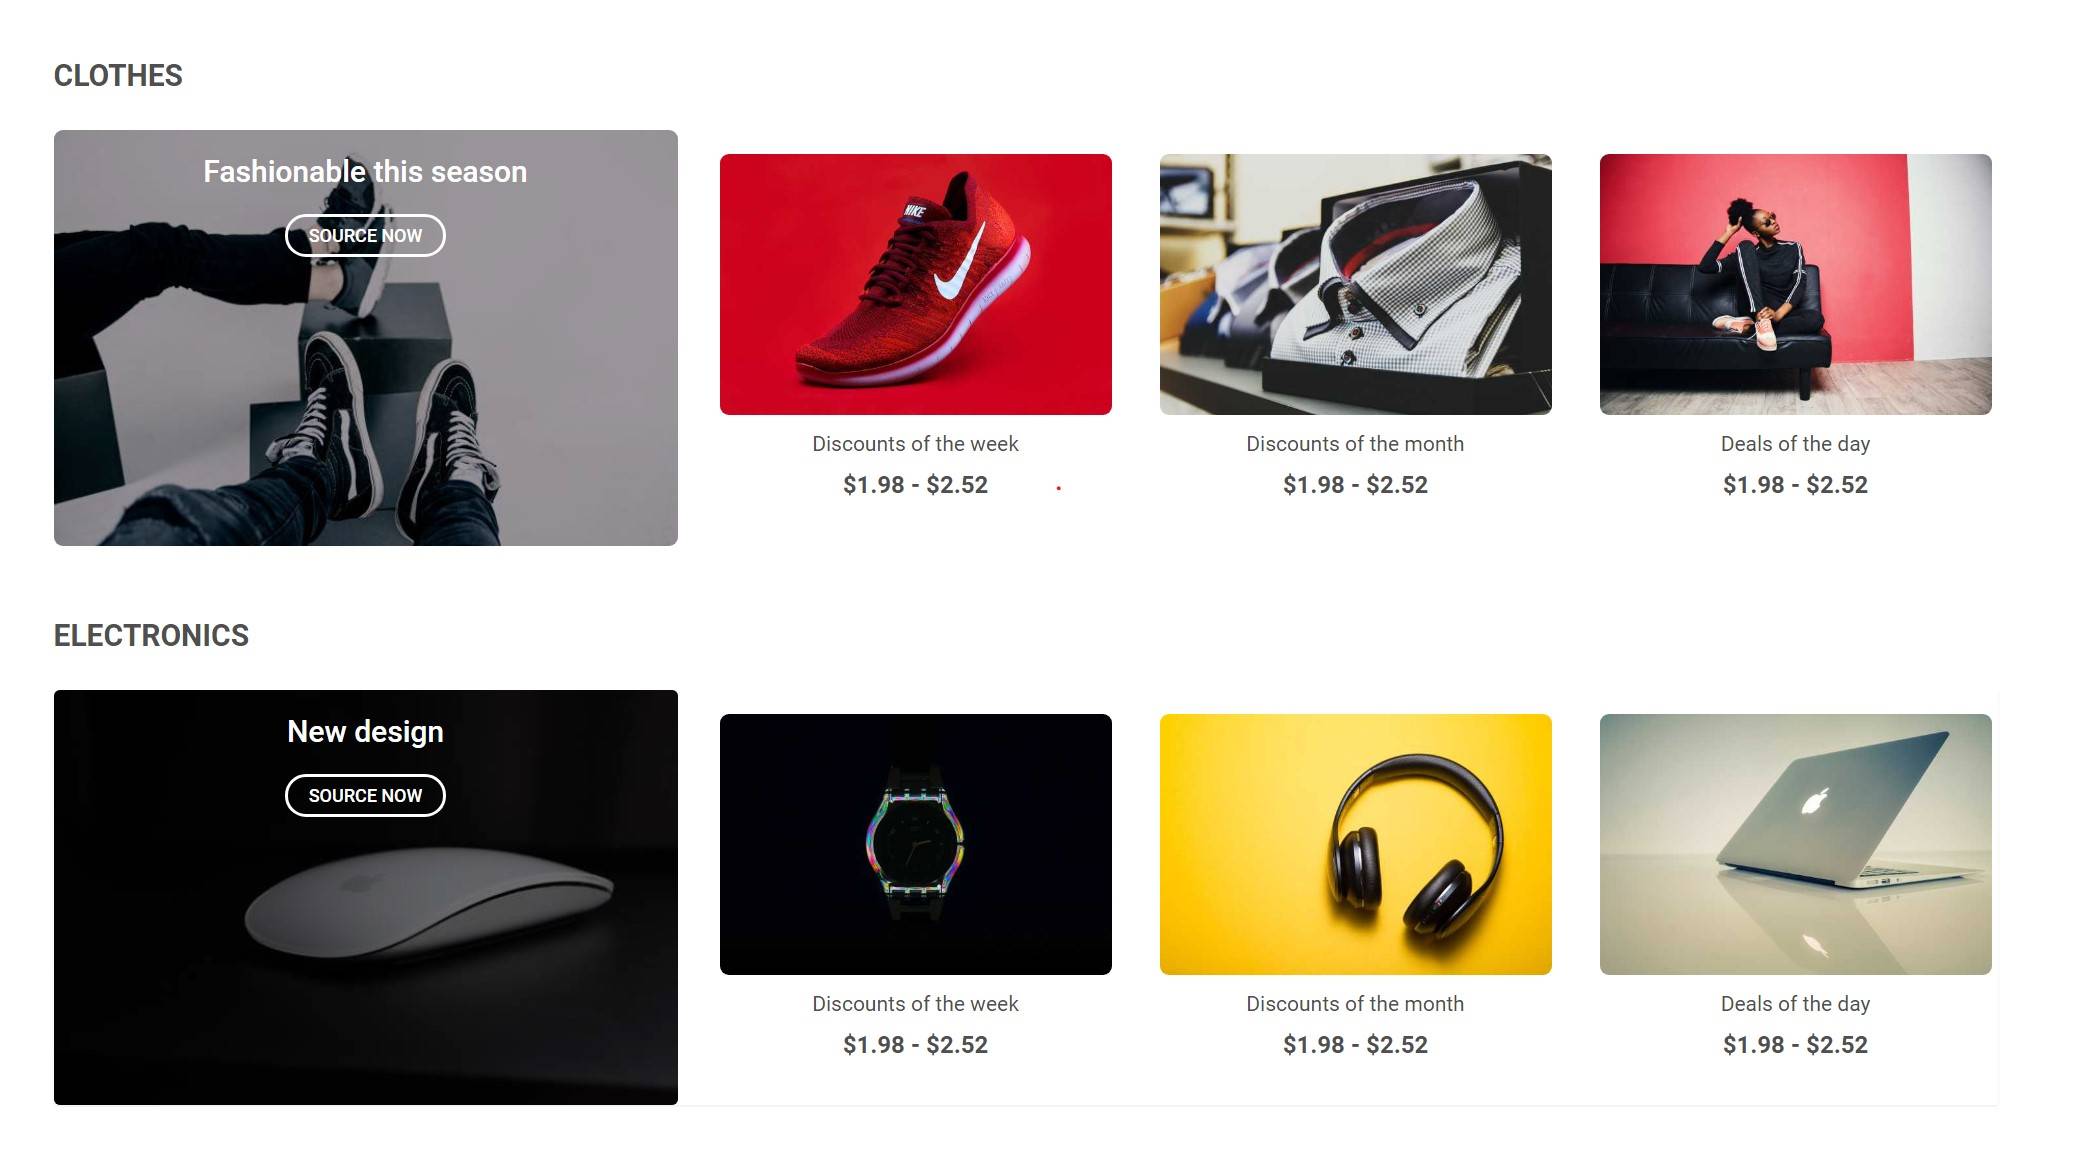 CLOTHES
Fashionable this season
SOURCE NOW
NIKE
Discounts of the week
$1.98 - $2.52
Discounts of the month
$1.98 - $2.52
Deals of the day
$1.98 - $2.52
ELECTRONICS
New design
SOURCE NOW
Discounts of the week
$1.98 - $2.52
Discounts of the month
$1.98 - $2.52
Deals of the day
$1.98 - $2.52